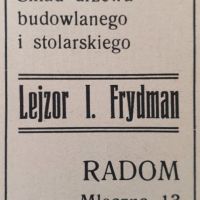 Skład drzewa
budowlanego
i stolarskiego
Lejzor I. Frydman
RADOM
Mleczna 13